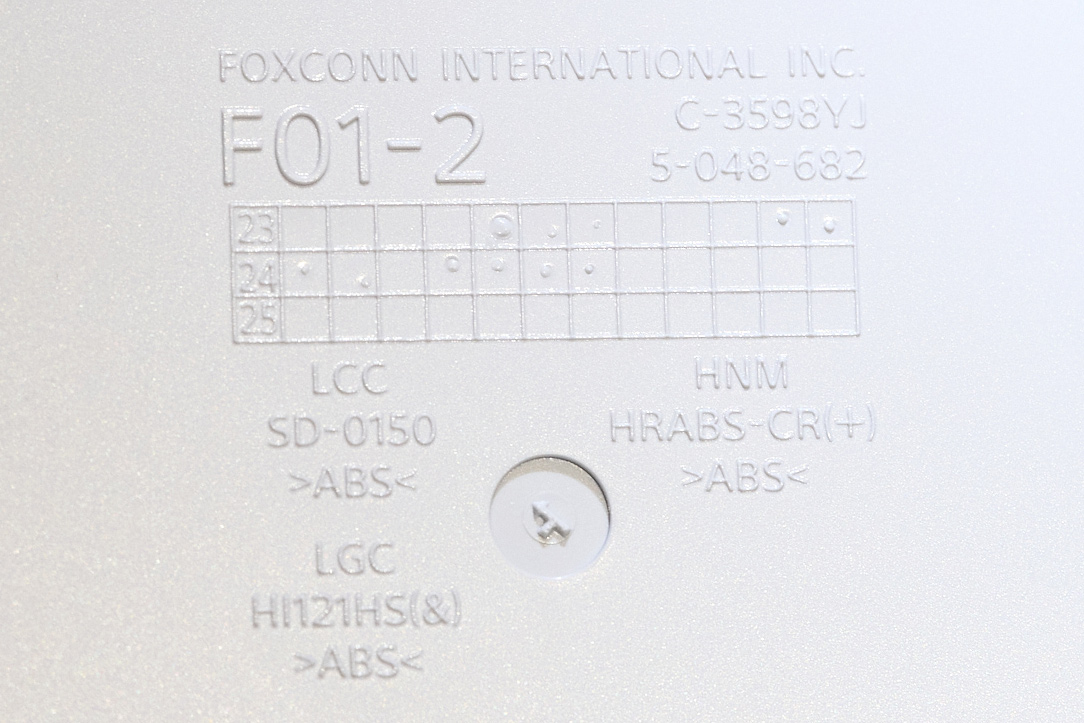 FOXCONN INTERNATIONAL INC.
F01-2
C-3598YJ
5-048-682
23
24
25
LCC
SD-0150
>ABS<
HNM
HRABS-CR(+)
>ABS<
4
LGC
HI121HS(&)
>ABS<